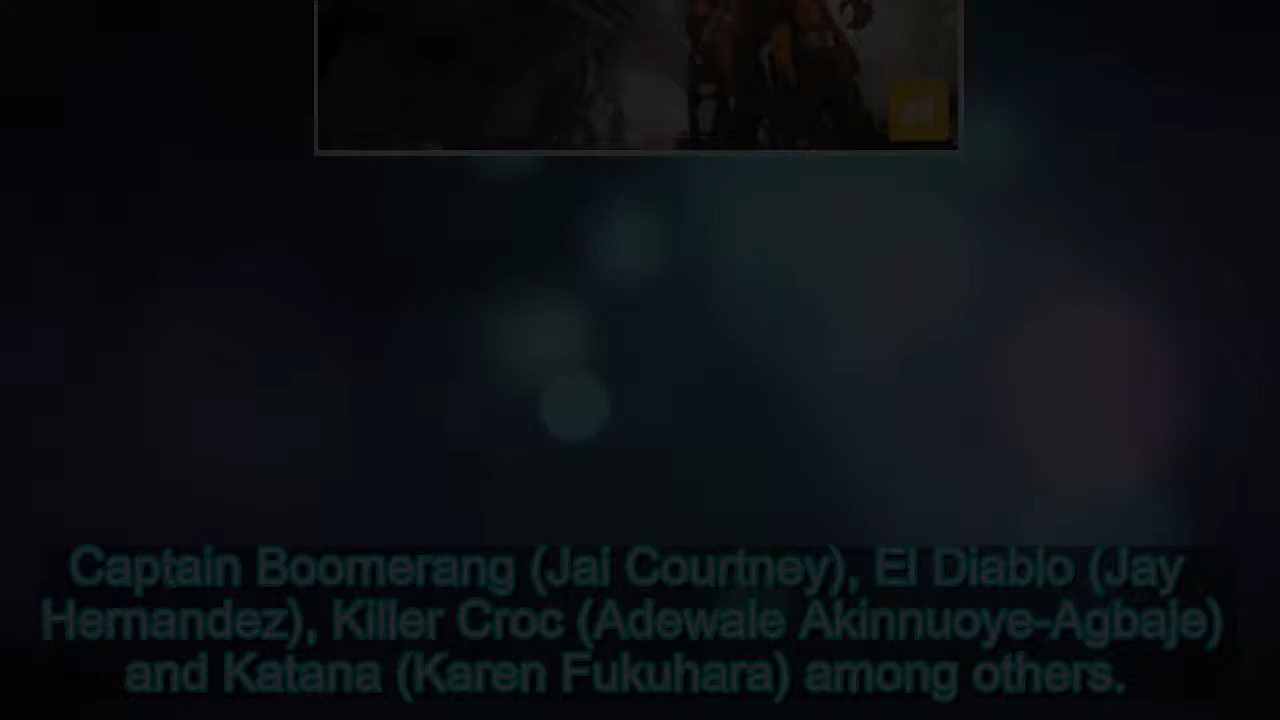 Captain Boomerang (Jai Courtney), El Diablo (Jay
Hernandez), Killer Croc (Adewale Akinnuoye-Agbaje)
and Katana (Karen Fukuhara) among others.